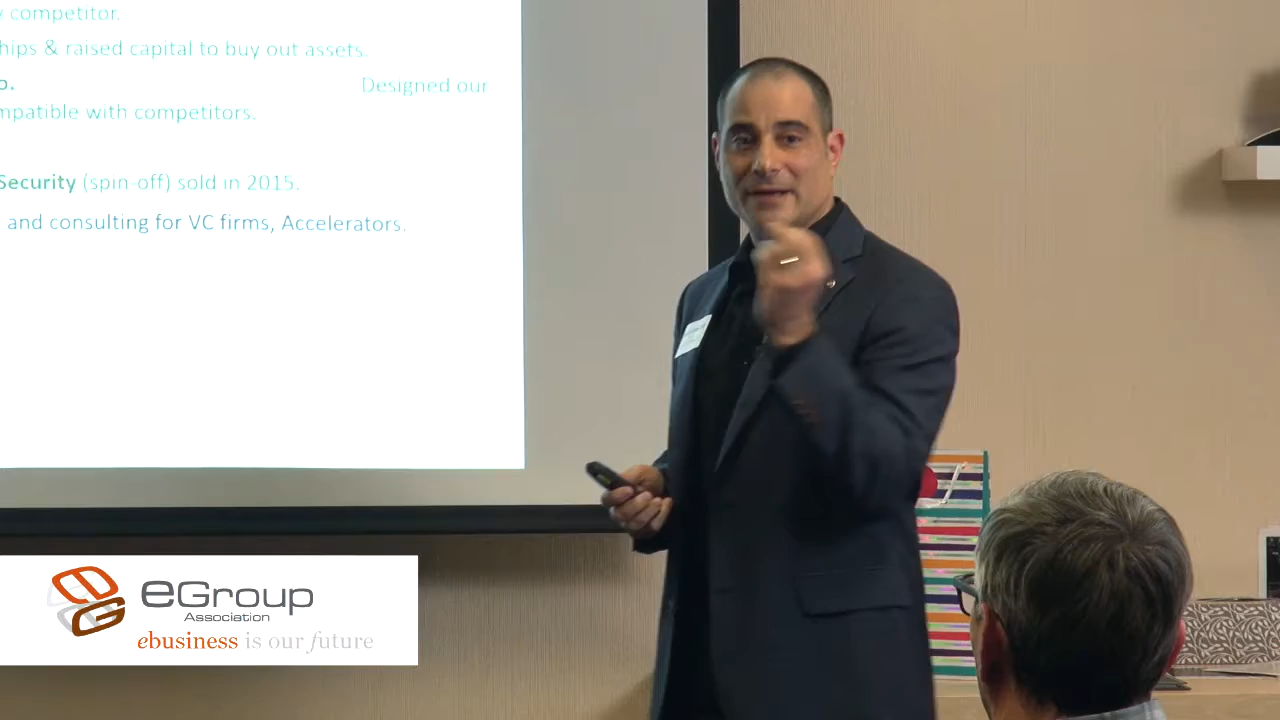 competitor.
hips & raised capital to buy out assets.
o. Designed our
mpatible with competitors.
Security (spin-off) sold in 2015.
and consulting for VC firms, Accelerators.
eGroup
Association
ebusiness is our future